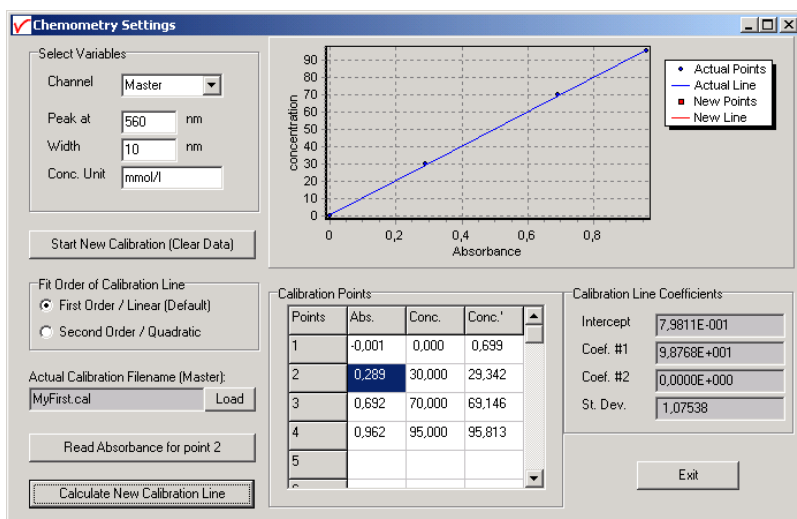 Chemometry Settings
Select Variables
Channel Master
Peak at 560 nm
Width 10 nm
Conc. Unit mmol/l
Start New Calibration (Clear Data)
Fit Order of Calibration Line
First Order / Linear (Default)
Second Order / Quadratic
Actual Calibration Filename (Master):
MyFirst.cal Load
Read Absorbance for point 2
Calculate New Calibration Line
concentration
90
80
70
60
50
40
30
20
10
0
0 0,2 0,4 0,6 0,8
Absorbance
Actual Points
Actual Line
New Points
New Line
Calibration Points
Points Abs. Conc. Conc.'
1 -0,001 0,000 0,699
2 0,289 30,000 29,342
3 0,692 70,000 69,146
4 0,962 95,000 95,813
5
Calibration Line Coefficients
Intercept 7,9811E-001
Coef. #1 9,8768E+001
Coef. #2 0,0000E+000
St. Dev. 1,07538
Exit